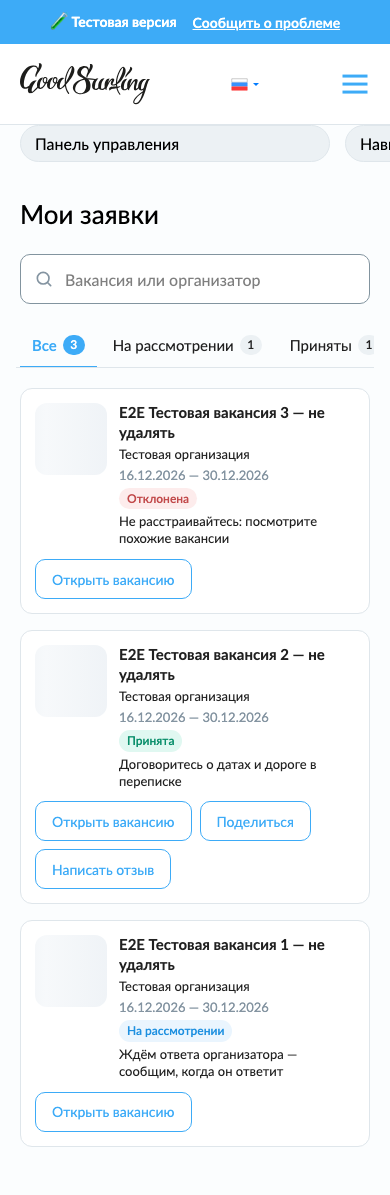 Тестовая версия Сообщить о проблеме
Good Surfing
Панель управления
Мои заявки
Вакансия или организатор
Все 3 На рассмотрении 1 Приняты 1
E2E Тестовая вакансия 3 — не
удалять
Тестовая организация
16.12.2026 — 30.12.2026
Отклонена
Не расстраивайтесь: посмотрите
похожие вакансии
Открыть вакансию
E2E Тестовая вакансия 2 — не
удалять
Тестовая организация
16.12.2026 — 30.12.2026
Принята
Договоритесь о датах и дороге в
переписке
Открыть вакансию Поделиться
Написать отзыв
E2E Тестовая вакансия 1 — не
удалять
Тестовая организация
16.12.2026 — 30.12.2026
На рассмотрении
Ждём ответа организатора —
сообщим, когда он ответит
Открыть вакансию